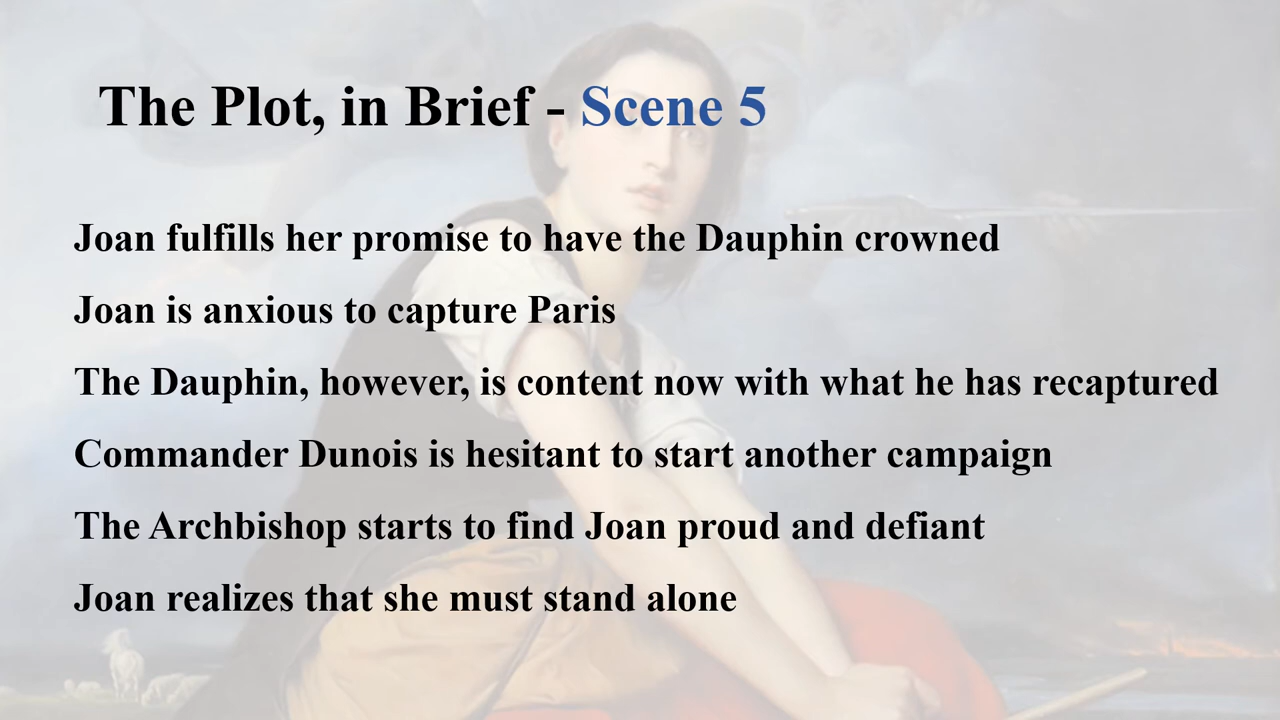 The Plot, in Brief - Scene 5
Joan fulfills her promise to have the Dauphin crowned
Joan is anxious to capture Paris
The Dauphin, however, is content now with what he has recaptured
Commander Dunois is hesitant to start another campaign
The Archbishop starts to find Joan proud and defiant
Joan realizes that she must stand alone